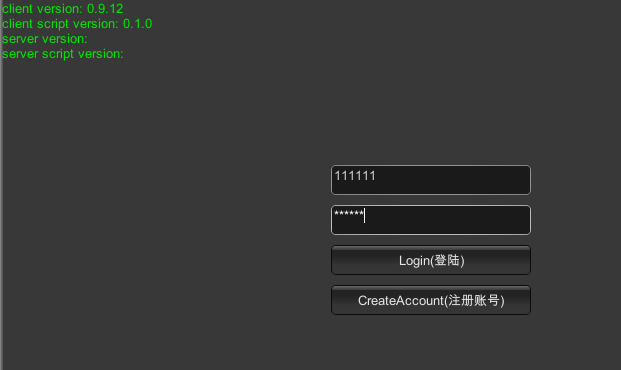 client version: 0.9.12
client script version: 0.1.0
server version:
server script version:
111111
******
Login(登陆)
CreateAccount(注册账号)